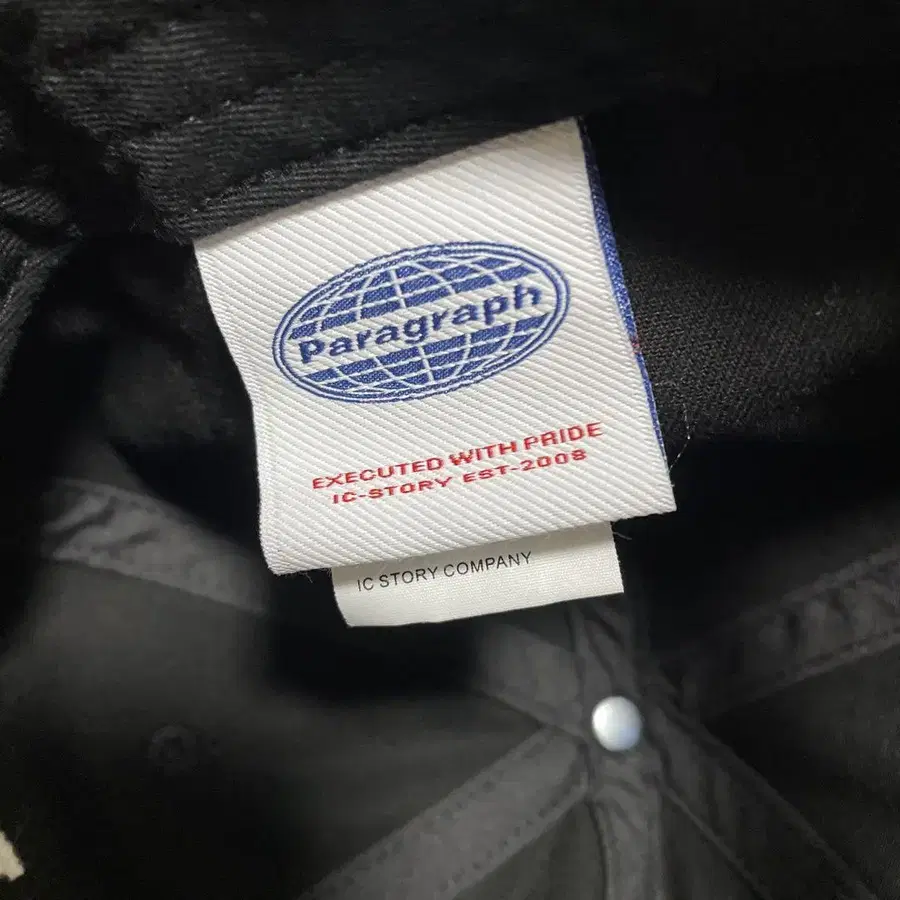 Paragraph
EXECUTED WITH PRIDE
IC-STORY EST-2008
IC STORY COMPANY